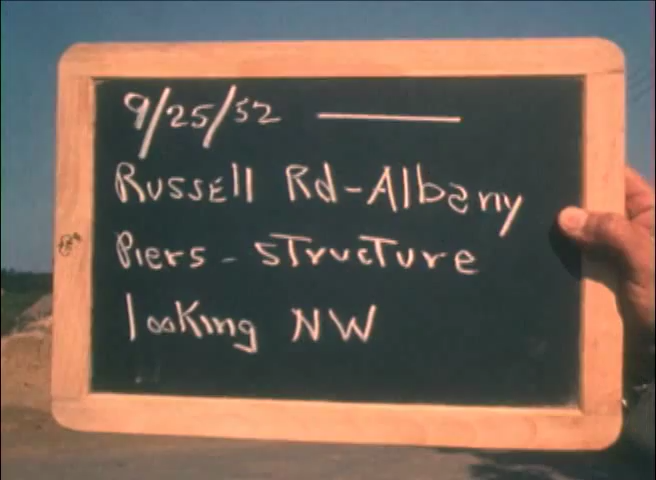 9/25/52 —
Russell Rd-Albany
Piers - structure
looking NW